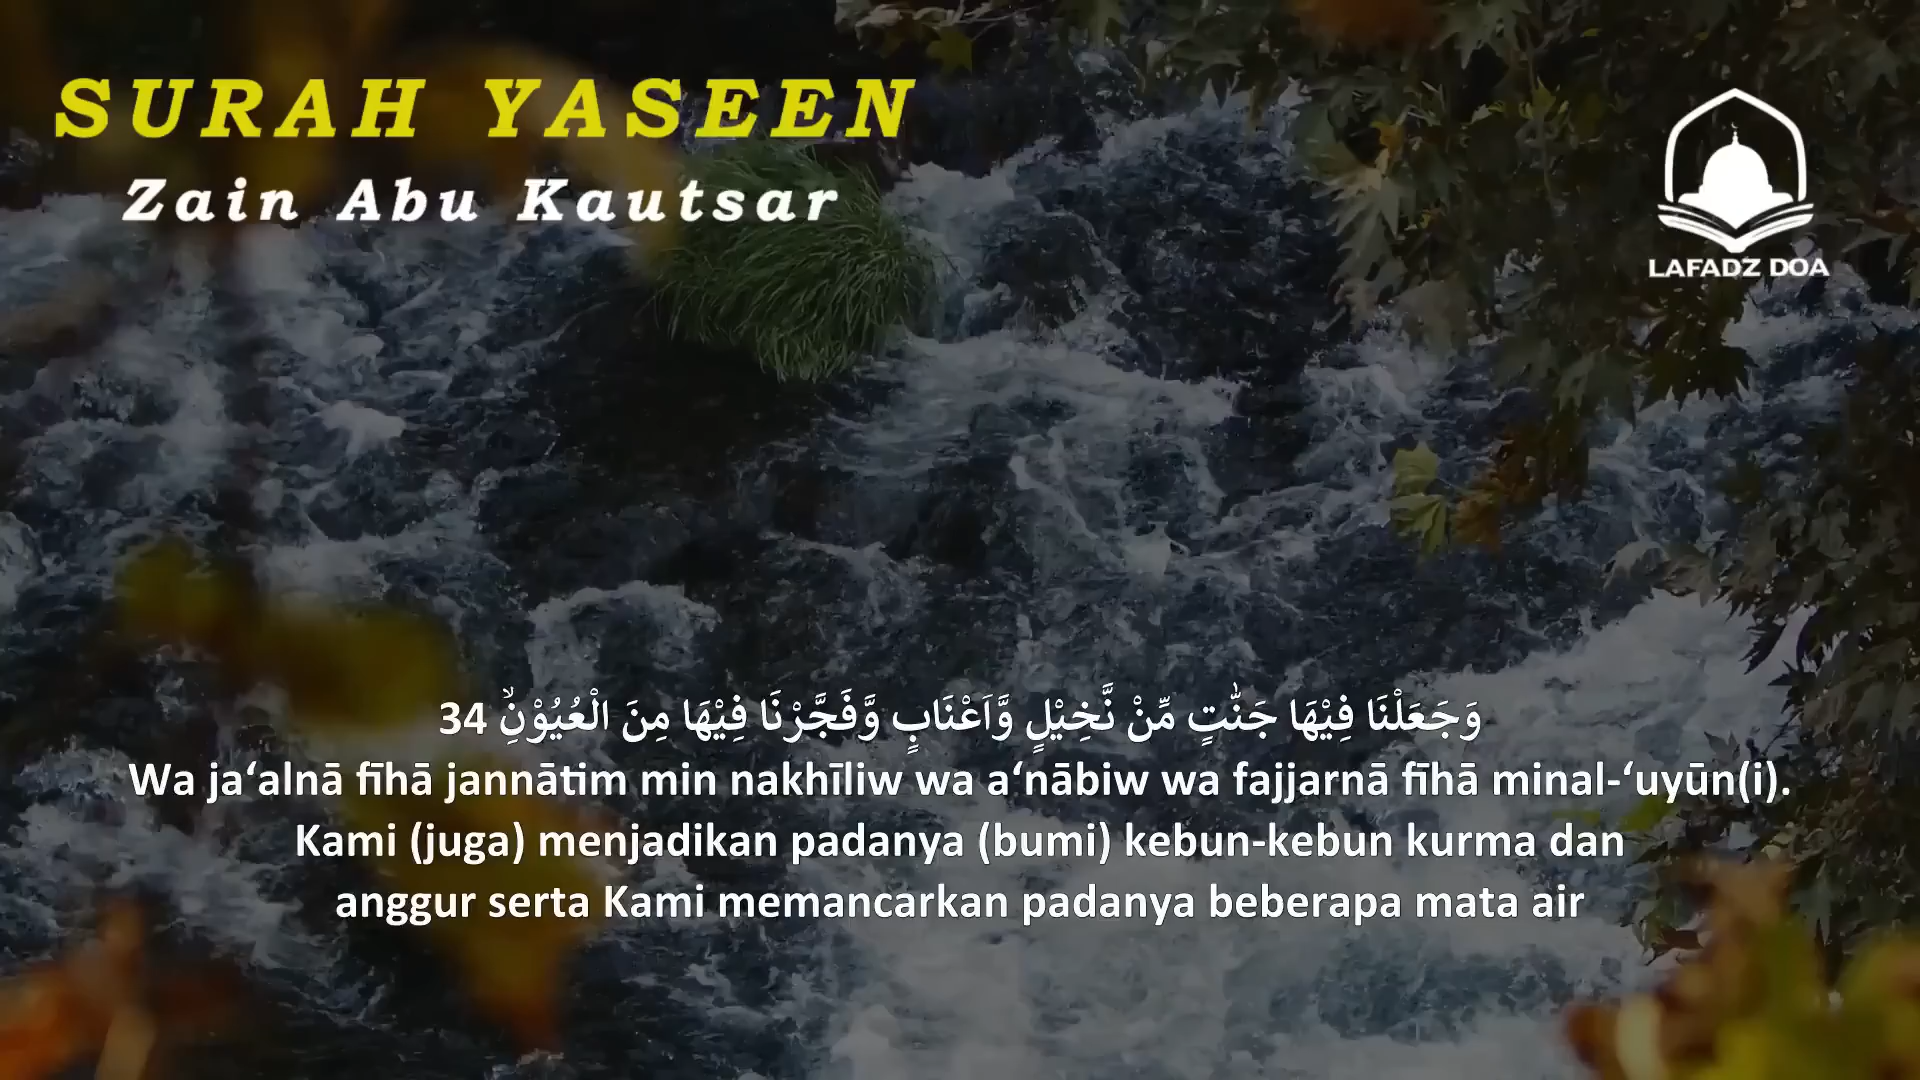 SURAH YASEEN
Zain Abu Kautsar
LAFADZ DOA
وَجَعَلْنَا فِيْهَا جَنّٰتٍ مِّنْ نَّخِيْلٍ وَّاَعْنَابٍ وَّفَجَّرْنَا فِيْهَا مِنَ الْعُيُوْنِۙ 34
Wa ja‘alnā fīhā jannātim min nakhīliw wa a‘nābiw wa fajjarnā fīhā minal-‘uyūn(i).
Kami (juga) menjadikan padanya (bumi) kebun-kebun kurma dan
anggur serta Kami memancarkan padanya beberapa mata air